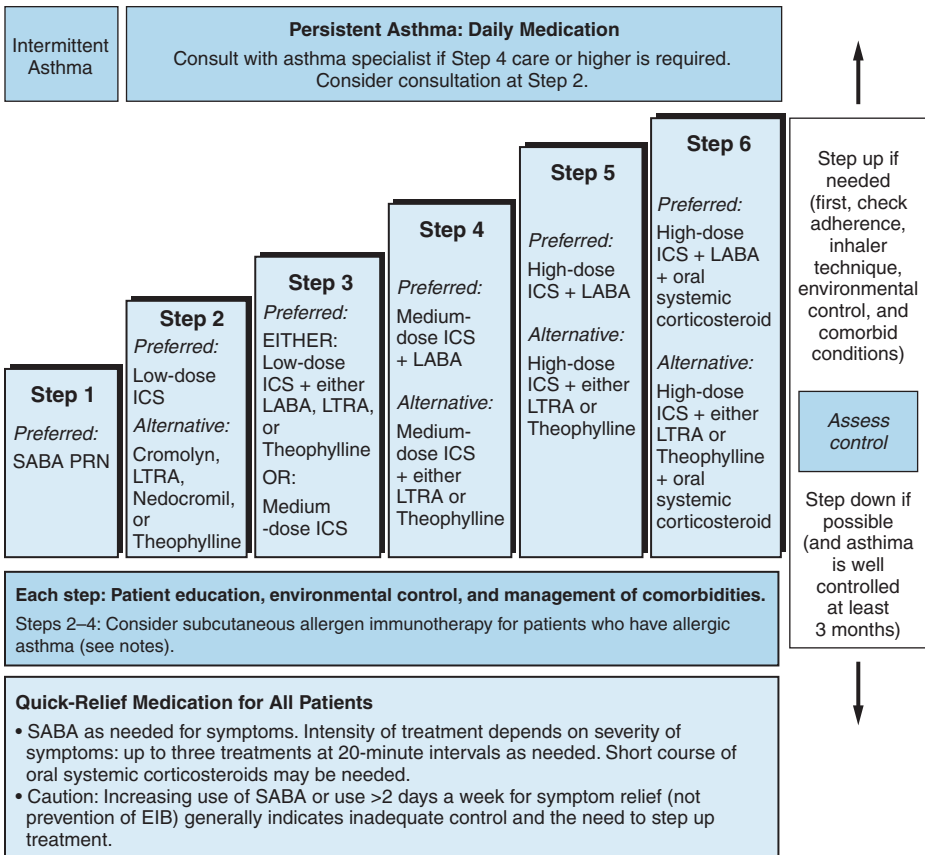 Intermittent
Asthma
Persistent Asthma: Daily Medication
Consult with asthma specialist if Step 4 care or higher is required.
Consider consultation at Step 2.
Step 1
Preferred:
SABA PRN
Step 2
Preferred:
Low-dose
ICS
Alternative:
Cromolyn,
LTRA,
Nedocromil,
or
Theophylline
Step 3
Preferred:
EITHER:
Low-dose
ICS + either
LABA, LTRA,
or
Theophylline
OR:
Medium
-dose ICS
Step 4
Preferred:
Medium-
dose ICS
+ LABA
Alternative:
Medium-
dose ICS
+ either
LTRA or
Theophylline
Step 5
Preferred:
High-dose
ICS + LABA
Alternative:
High-dose
ICS + either
LTRA or
Theophylline
Step 6
Preferred:
High-dose
ICS + LABA
+ oral
systemic
corticosteroid
Alternative:
High-dose
ICS + either
LTRA or
Theophylline
+ oral
systemic
corticosteroid
Step up if
needed
(first, check
adherence,
inhaler
technique,
environmental
control, and
comorbid
conditions)
Assess
control
Step down if
possible
(and asthima
is well
controlled
at least
3 months)
Each step: Patient education, environmental control, and management of comorbidities.
Steps 2–4: Consider subcutaneous allergen immunotherapy for patients who have allergic
asthma (see notes).
Quick-Relief Medication for All Patients
• SABA as needed for symptoms. Intensity of treatment depends on severity of
symptoms: up to three treatments at 20-minute intervals as needed. Short course of
oral systemic corticosteroids may be needed.
• Caution: Increasing use of SABA or use >2 days a week for symptom relief (not
prevention of EIB) generally indicates inadequate control and the need to step up
treatment.